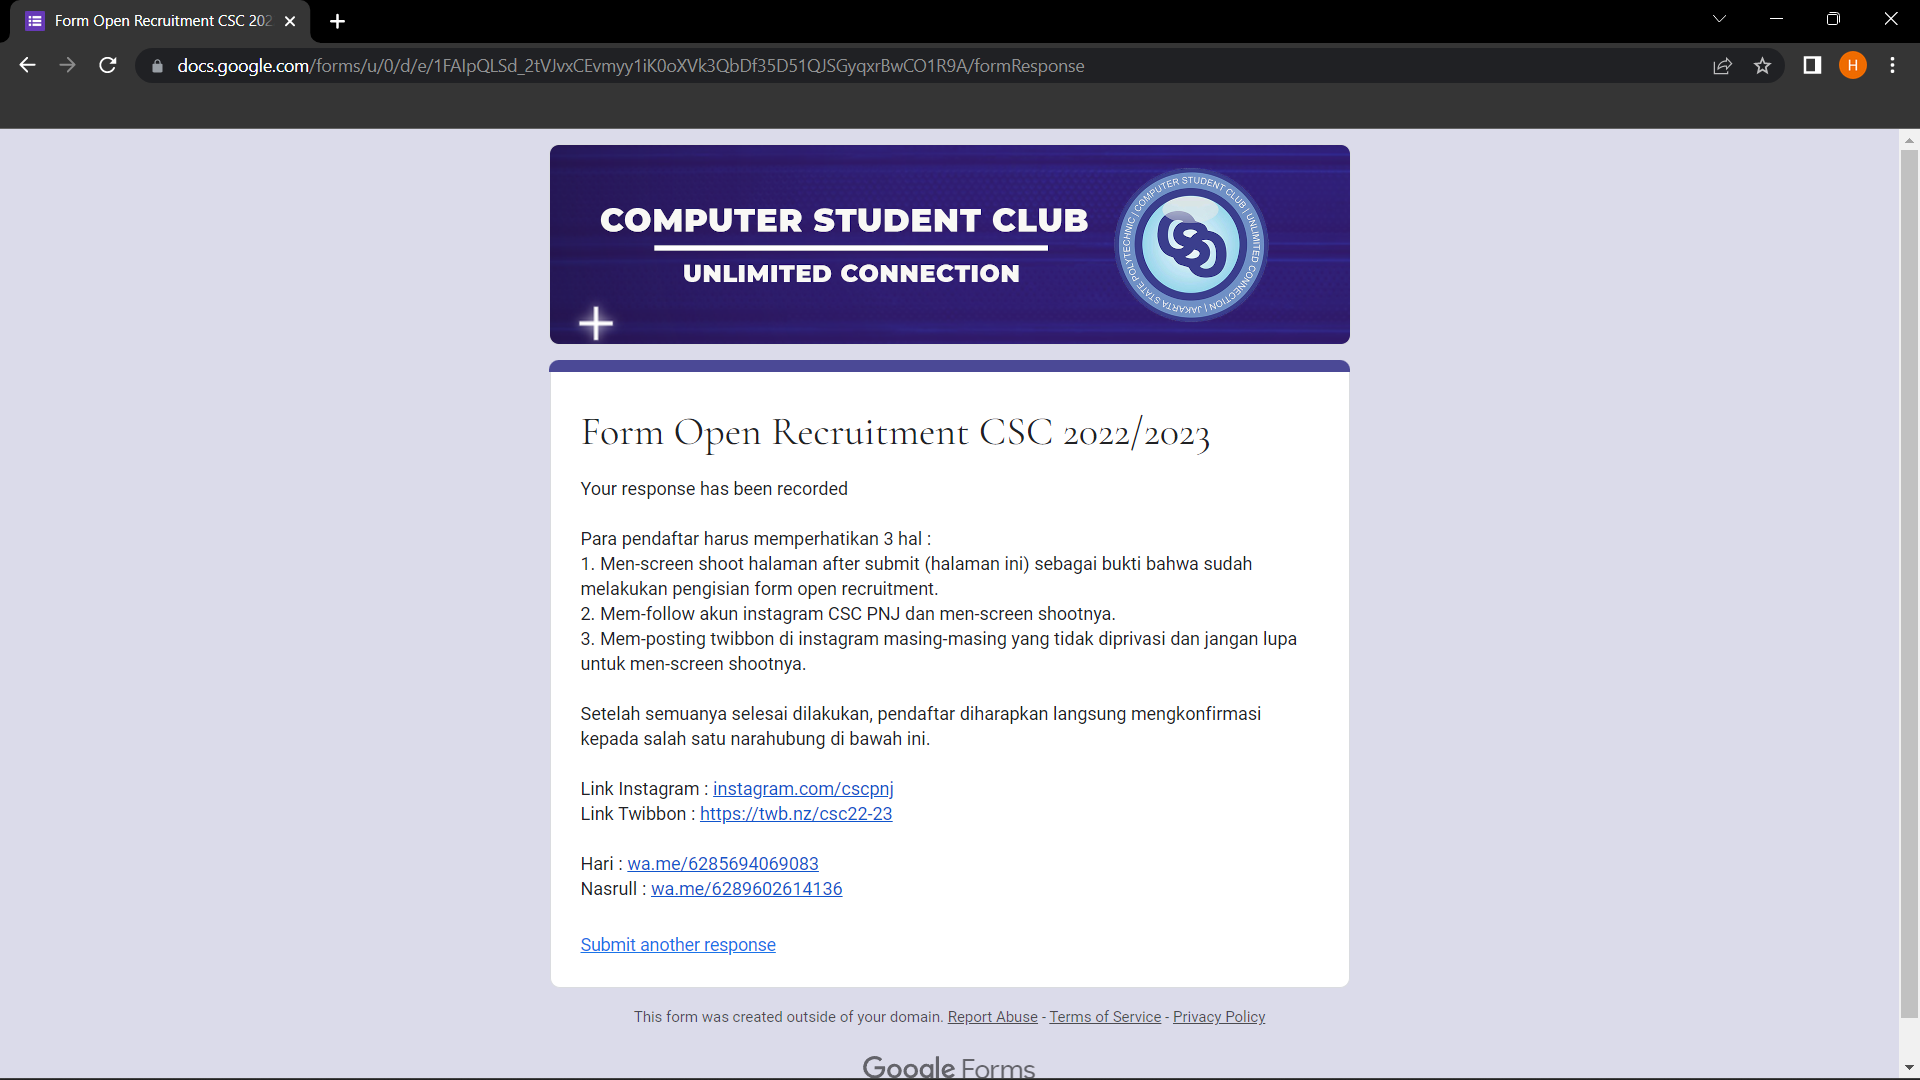 Form Open Recruitment CSC 202
docs.google.com/forms/u/0/d/e/1FAIpQLSd_2tVJvxCEvmyy1iK0oXVk3QbDf35D51QJSGyqxrBwCO1R9A/formResponse
H
COMPUTER STUDENT CLUB
UNLIMITED CONNECTION
COMPUTER STUDENT CLUB | UNLIMITED CONNECTION | JAKARTA STATE POLYTECHNIC |
Form Open Recruitment CSC 2022/2023
Your response has been recorded
Para pendaftar harus memperhatikan 3 hal :
1. Men-screen shoot halaman after submit (halaman ini) sebagai bukti bahwa sudah
melakukan pengisian form open recruitment.
2. Mem-follow akun instagram CSC PNJ dan men-screen shootnya.
3. Mem-posting twibbon di instagram masing-masing yang tidak diprivasi dan jangan lupa
untuk men-screen shootnya.
Setelah semuanya selesai dilakukan, pendaftar diharapkan langsung mengkonfirmasi
kepada salah satu narahubung di bawah ini.
Link Instagram : instagram.com/cscpnj
Link Twibbon : https://twb.nz/csc22-23
Hari : wa.me/6285694069083
Nasrull : wa.me/6289602614136
Submit another response
This form was created outside of your domain. Report Abuse - Terms of Service - Privacy Policy
Google Forms